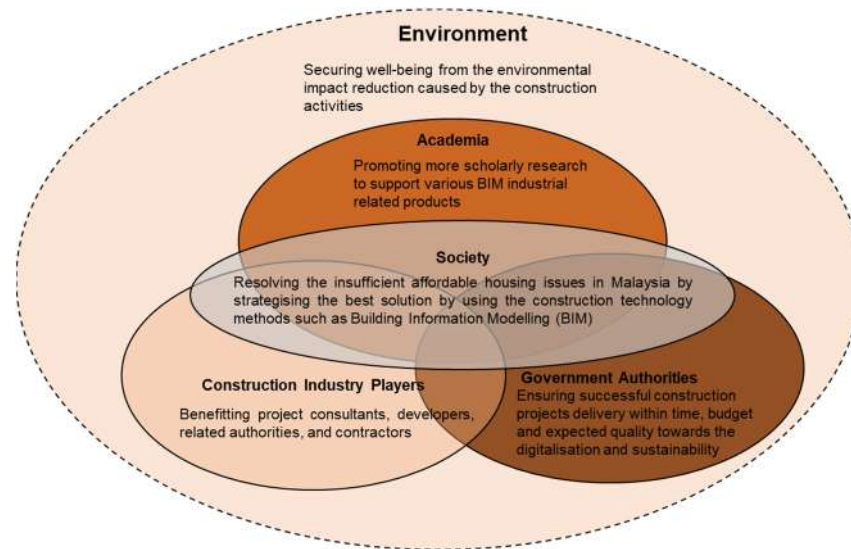 Environment
Securing well-being from the environmental
impact reduction caused by the construction
activities
Academia
Promoting more scholarly research
to support various BIM industrial
related products
Society
Resolving the insufficient affordable housing issues in Malaysia by
strategising the best solution by using the construction technology
methods such as Building Information Modelling (BIM)
Construction Industry Players
Benefitting project consultants, developers,
related authorities, and contractors
Government Authorities
Ensuring successful construction
projects delivery within time, budget
and expected quality towards the
digitalisation and sustainability